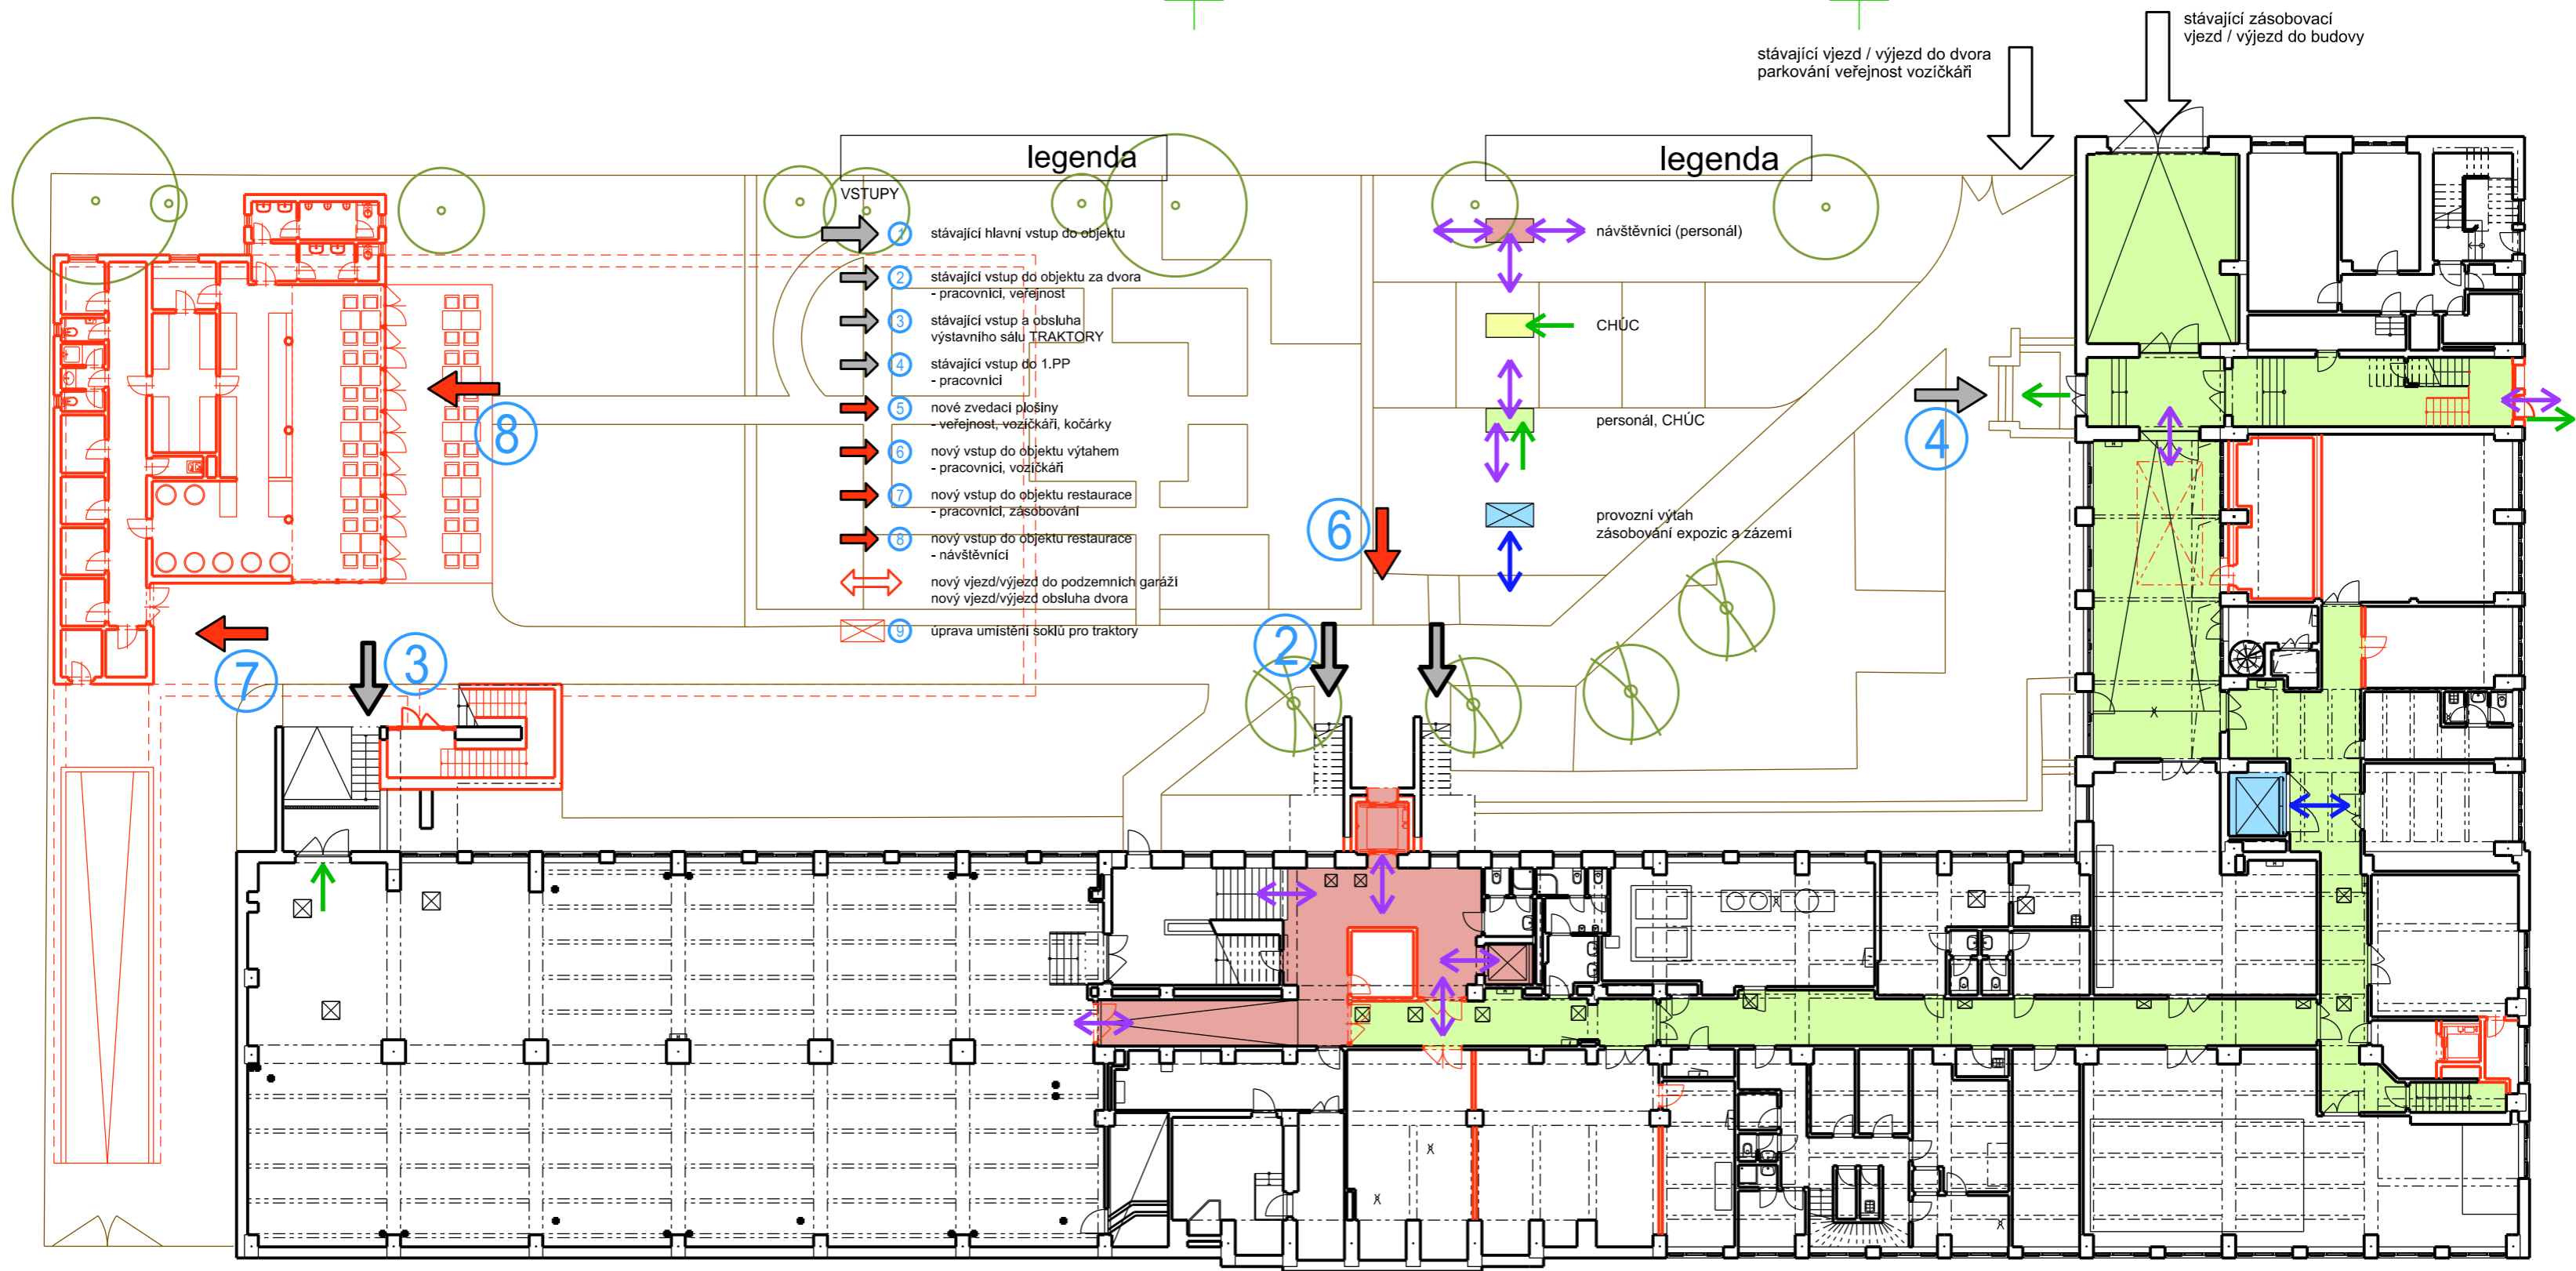 stávající zásobovací
vjezd / výjezd do budovy
stávající vjezd / výjezd do dvora
parkování veřejnost vozíčkáři
legenda
VSTUPY
1 stávající hlavní vstup do objektu
2 stávající vstup do objektu za dvora
- pracovníci, veřejnost
3 stávající vstup a obsluha
výstavního sálu TRAKTORY
4 stávající vstup do 1.PP
- pracovníci
5 nové zvedací plošiny
- veřejnost, vozíčkáři, kočárky
6 nový vstup do objektu výtahem
- pracovníci, vozíčkáři
7 nový vstup do objektu restaurace
- pracovníci, zásobování
8 nový vstup do objektu restaurace
- návštěvníci
nový vjezd/výjezd do podzemních garáží
nový vjezd/výjezd obsluha dvora
9 úprava umístění soklů pro traktory
legenda
návštěvníci (personál)
CHÚC
personál, CHÚC
provozní výtah
zásobování expozic a zázemí
8
4
6
2
3
7